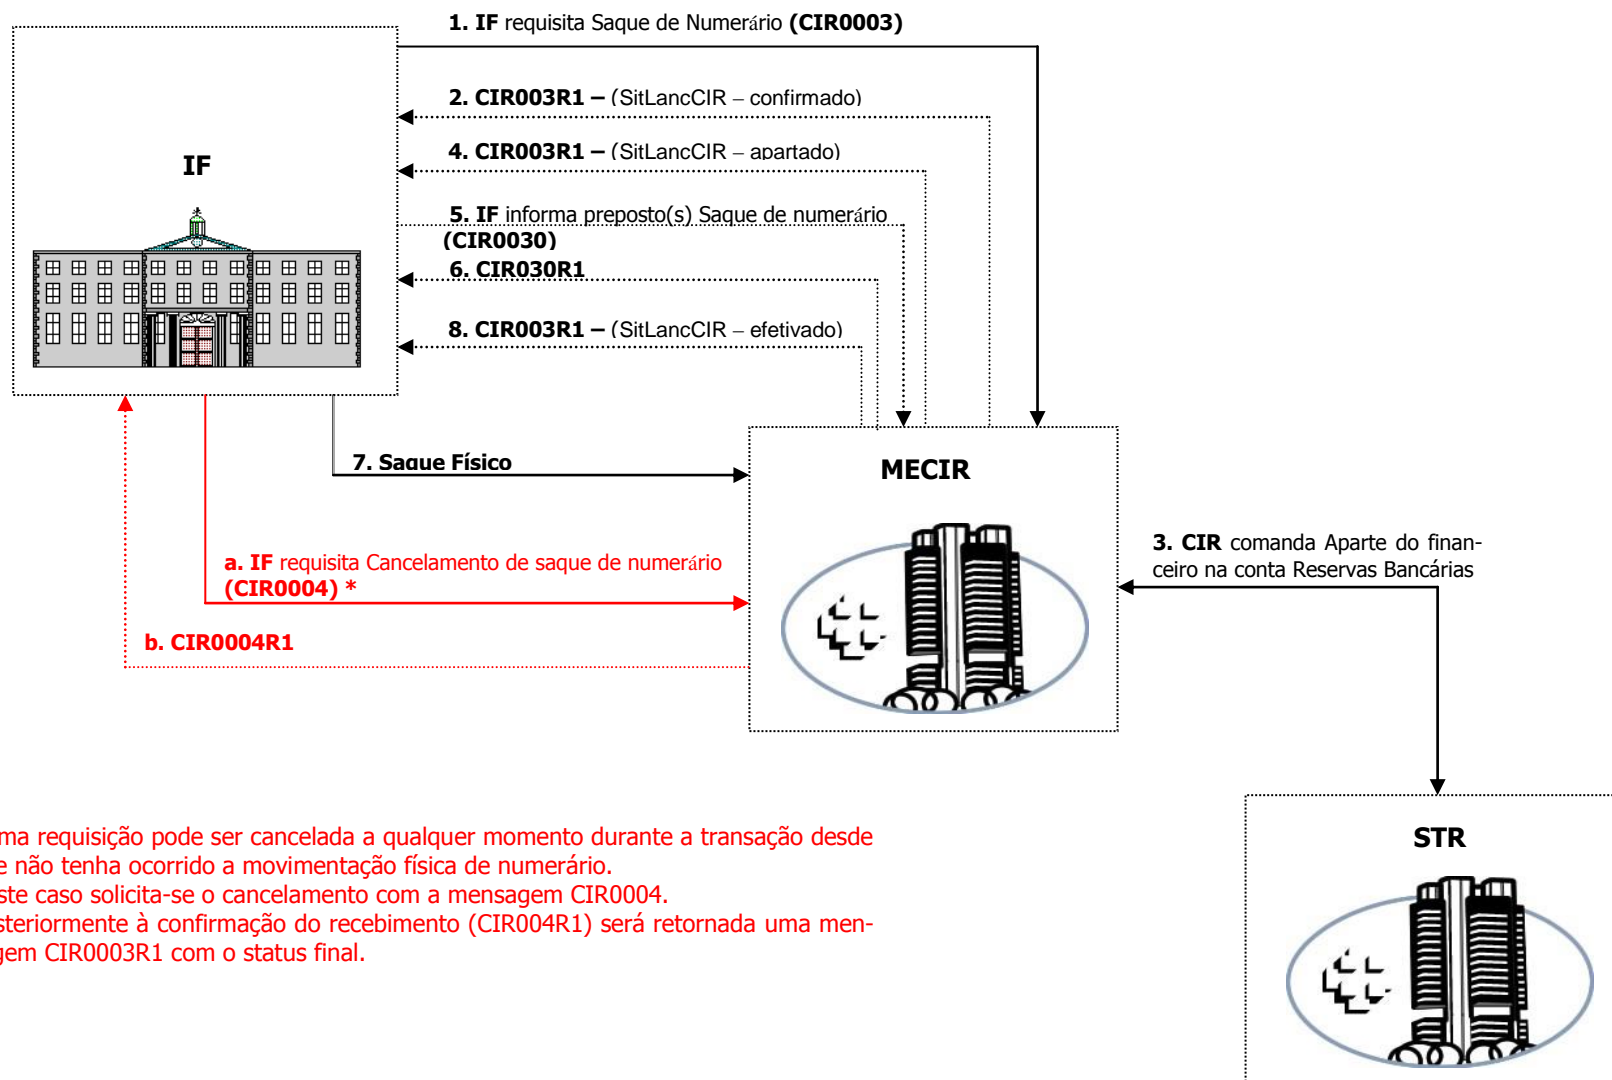 1. IF requisita Saque de Numerário (CIR0003)
2. CIR003R1 – (SitLancCIR – confirmado)
4. CIR003R1 – (SitLancCIR – apartado)
IF
5. IF informa preposto(s) Saque de numerário
(CIR0030)
6. CIR030R1
8. CIR003R1 – (SitLancCIR – efetivado)
7. Saque Físico
MECIR
3. CIR comanda Aparte do finan-
ceiro na conta Reservas Bancárias
a. IF requisita Cancelamento de saque de numerário
(CIR0004) *
b. CIR0004R1
requisição pode ser cancelada a qualquer momento durante a transação desde
não tenha ocorrido a movimentação física de numerário.
caso solicita-se o cancelamento com a mensagem CIR0004.
à confirmação do recebimento (CIR004R1) será retornada uma men-
CIR0003R1 com o status final.
STR